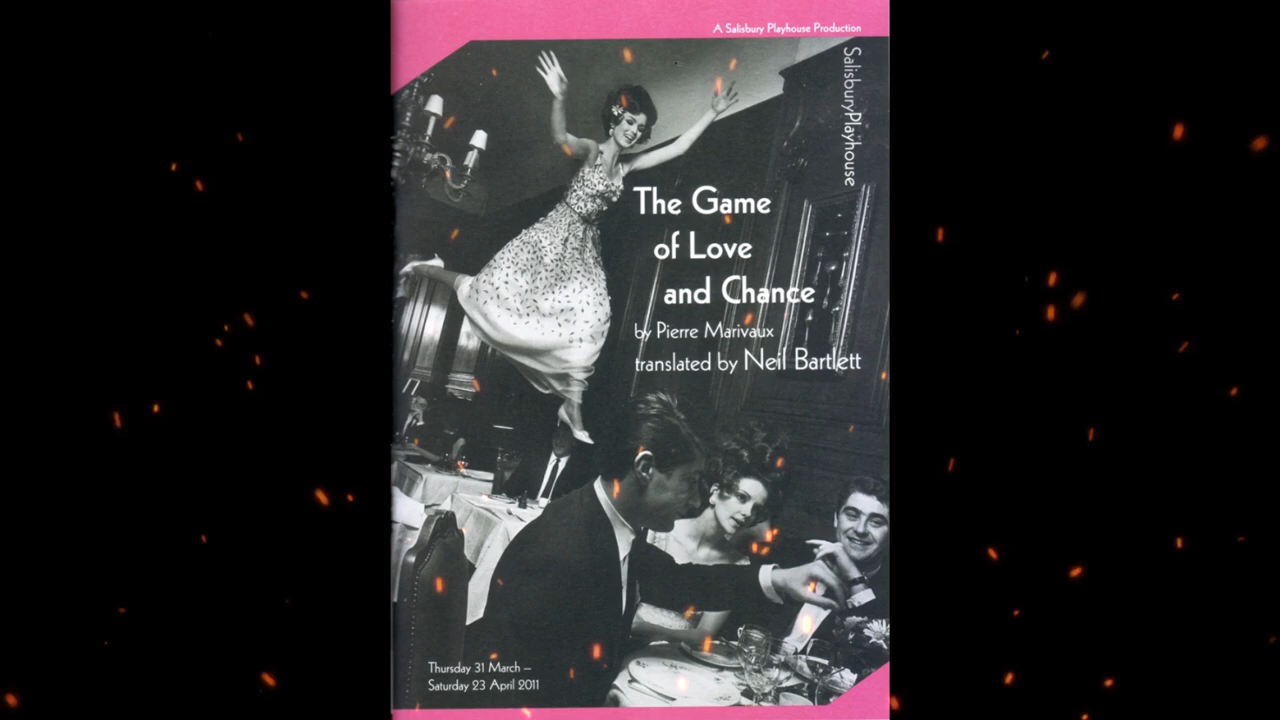 A Salisbury Playhouse Production
SalisburyPlayhouse
The Game
of Love
and Chance
by Pierre Marivaux
translated by Neil Bartlett
Thursday 31 March –
Saturday 23 April 2011